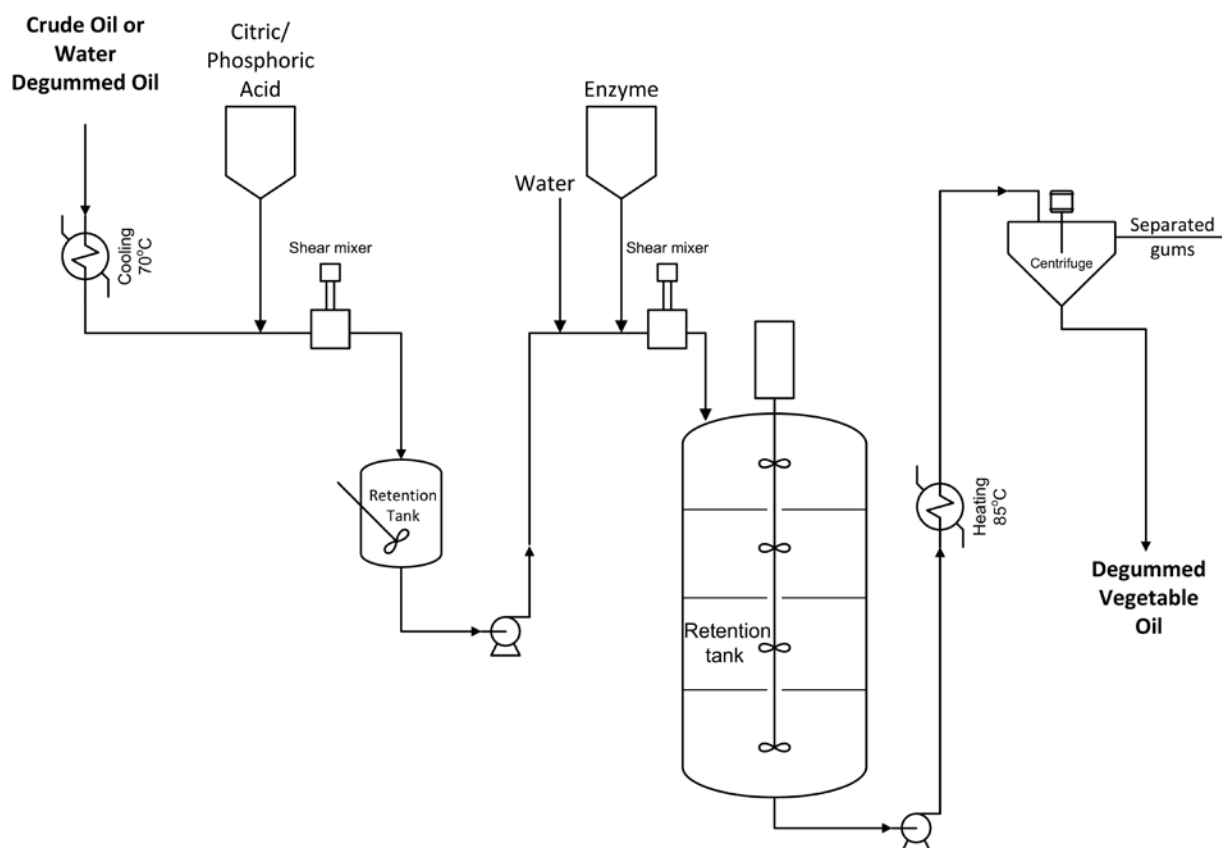 Crude Oil or
Water
Degummed Oil
Citric/
Phosphoric
Acid
Enzyme
Water
Shear mixer
Shear mixer
Cooling
70°C
Retention
Tank
Retention
tank
Heating
85°C
Centrifuge
Separated
gums
Degummed
Vegetable
Oil